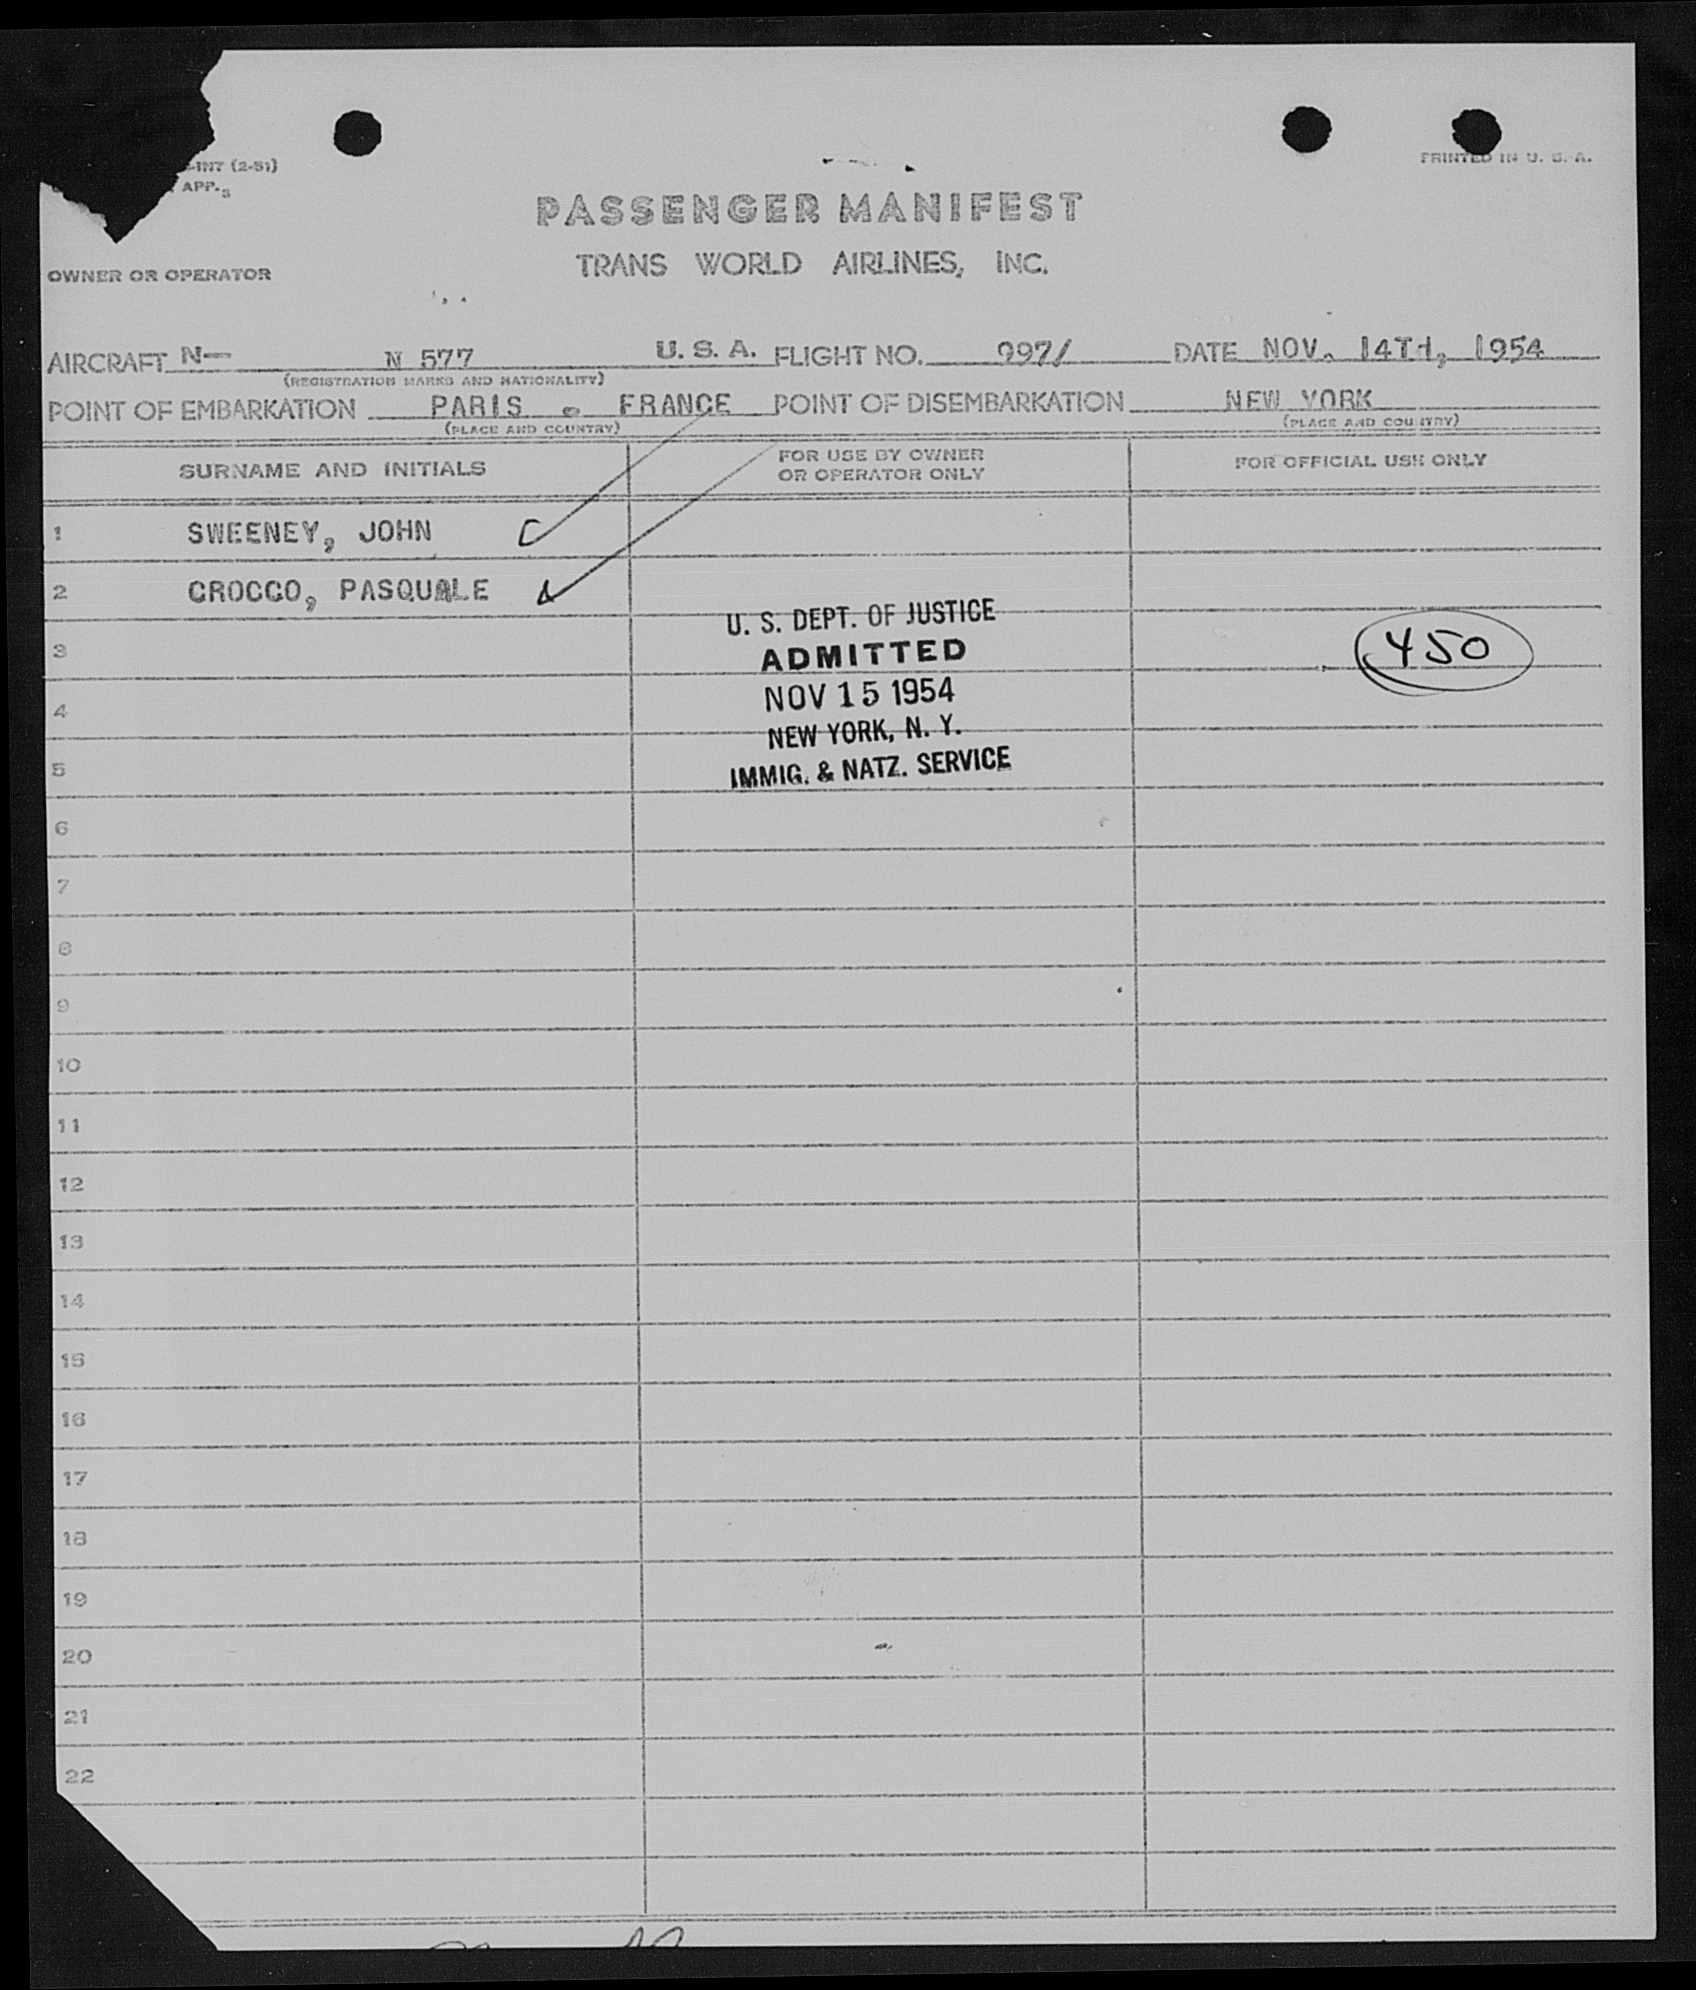 -INT (2-51)
APP.
PRINTED IN U. S. A.
PASSENGER MANIFEST
TRANS WORLD AIRLINES, INC.
OWNER OR OPERATOR
AIRCRAFT N— N 577 U. S. A. FLIGHT NO. 997/ DATE NOV. 14TH, 1954
(REGISTRATION MARKS AND NATIONALITY)
POINT OF EMBARKATION PARIS . FRANCE POINT OF DISEMBARKATION NEW YORK
(PLACE AND COUNTRY) (PLACE AND COUNTRY)
SURNAME AND INITIALS
FOR USE BY OWNER
OR OPERATOR ONLY
FOR OFFICIAL USE ONLY
1 SWEENEY, JOHN
2 CROCCO, PASQUALE
U. S. DEPT. OF JUSTICE
3
ADMITTED
450
4
NOV 15 1954
NEW YORK, N. Y.
5
IMMIG. & NATZ. SERVICE
6
7
8
9
10
11
12
13
14
15
16
17
18
19
20
21
22